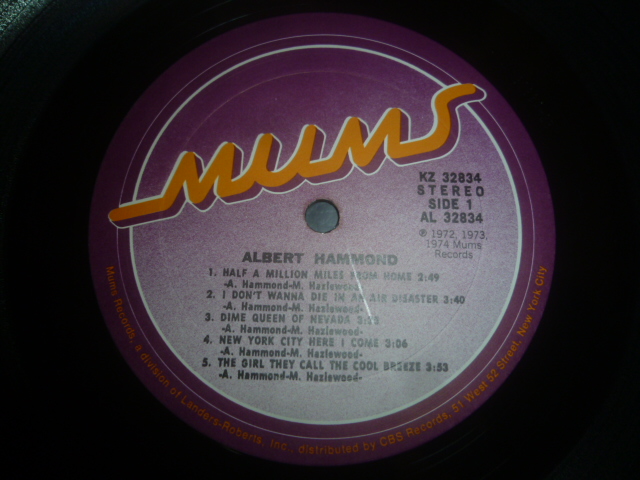 MUMS
KZ 32834
STEREO
SIDE 1
AL 32834
℗ 1972, 1973,
1974 Mums
Records
ALBERT HAMMOND
1. HALF A MILLION MILES FROM HOME 2:49
-A. Hammond-M. Hazlewood-
2. I DON'T WANNA DIE IN AN AIR DISASTER 3:40
-A. Hammond-M. Hazlewood-
3. DIME QUEEN OF NEVADA
-A. Hammond-M. Hazlewood-
4. NEW YORK CITY HERE I COME 3:06
-A. Hammond-M. Hazlewood-
5. THE GIRL THEY CALL THE COOL BREEZE 3:53
-A. Hammond-M. Hazlewood-
Mums Records, a division of Landers-Roberts, Inc., distributed by CBS Records, 51 West 52 Street, New York City